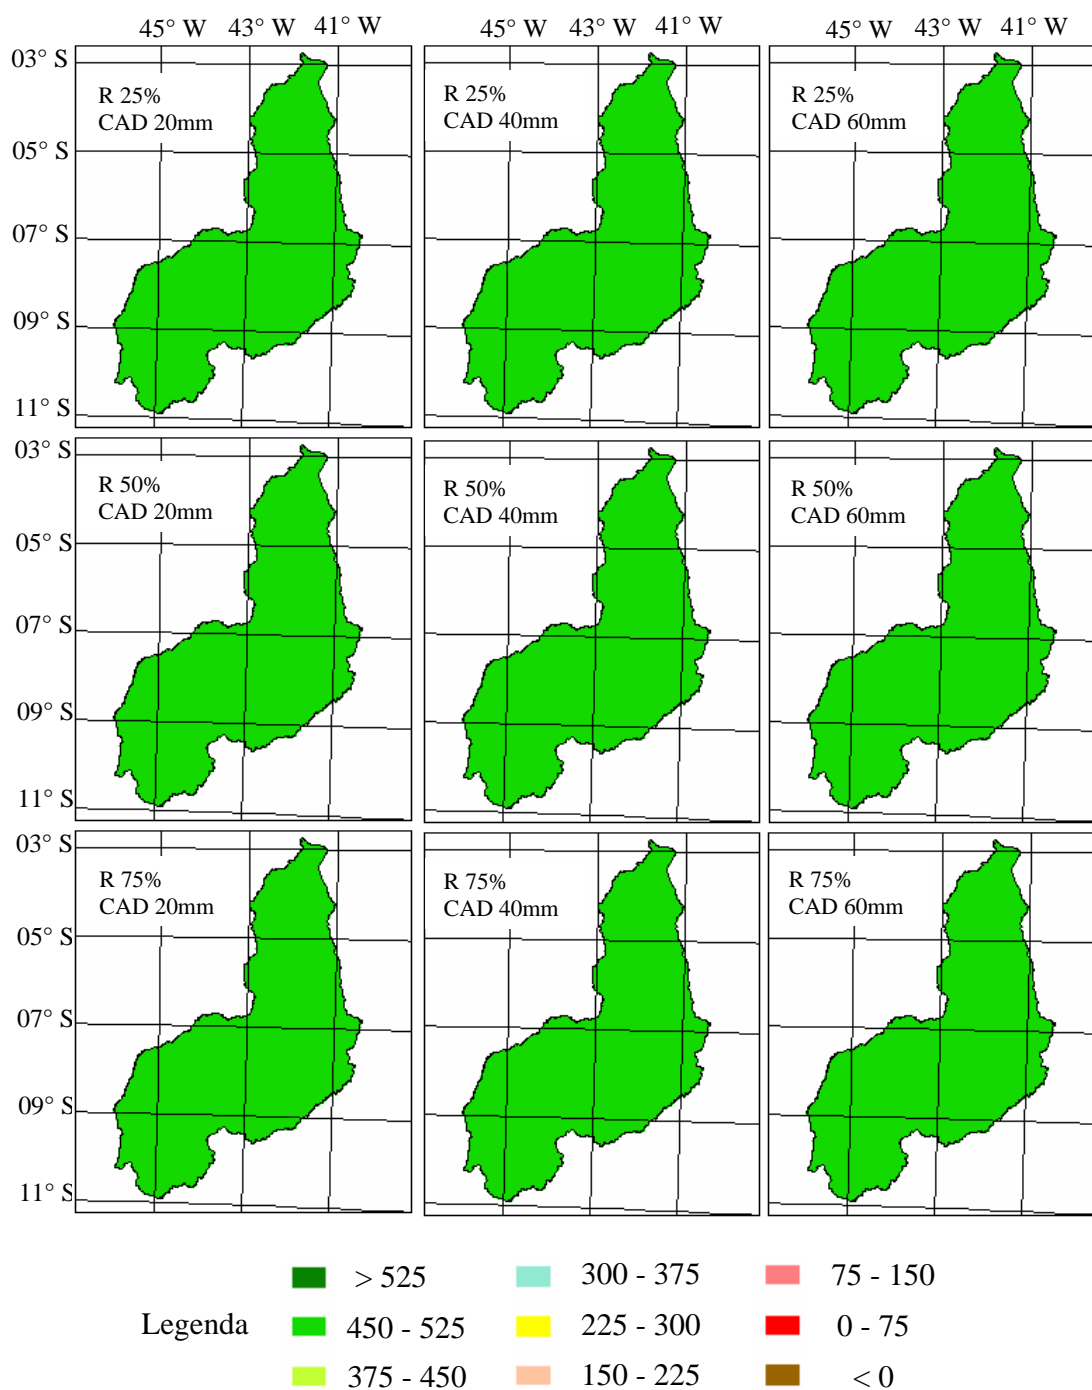 45° W 43° W 41° W 45° W 43° W 41° W 45° W 43° W 41° W
03° S
R 25%
CAD 20mm
R 25%
CAD 40mm
R 25%
CAD 60mm
05° S
07° S
09° S
11° S
03° S
R 50%
CAD 20mm
R 50%
CAD 40mm
R 50%
CAD 60mm
05° S
07° S
09° S
11° S
03° S
R 75%
CAD 20mm
R 75%
CAD 40mm
R 75%
CAD 60mm
05° S
07° S
09° S
11° S
Legenda
> 525
450 - 525
375 - 450
300 - 375
225 - 300
150 - 225
75 - 150
0 - 75
< 0